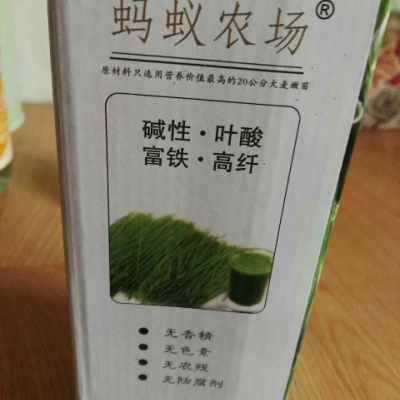 蚂蚁农场®
原材料只选用营养价值最高的20公分大麦嫩苗
碱性·叶酸
富铁·高纤
无香精
无色素
无农残
无防腐剂